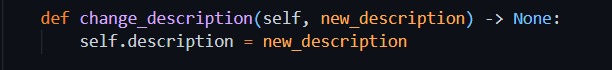 def change_description(self, new_description) -> None:
    self.description = new_description